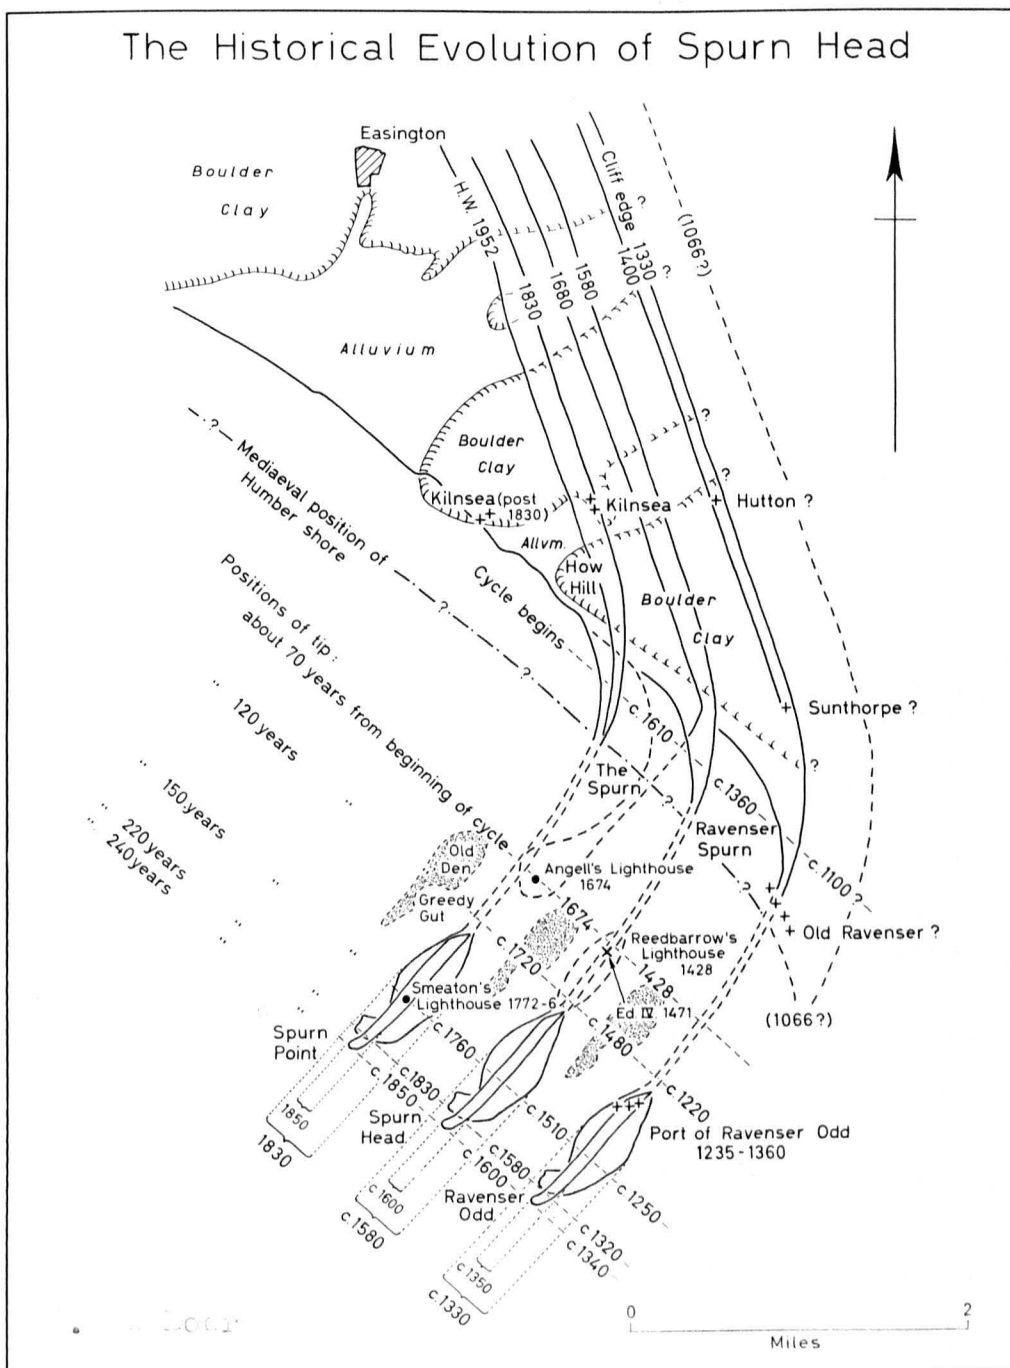 The Historical Evolution of Spurn Head
Easington
Boulder
Clay
H.W. 1952
1830
1680
1580
Cliff edge 1330
1400
(1066?)
?
?
Alluvium
Boulder
Clay
?
?
Kilnsea (post
1830)
Kilnsea
Hutton ?
Allvm.
How
Hill
Boulder
Clay
?
Mediaeval position of
Humber shore
?
?
?
?
Cycle begins
c.1610
c.1360
c.1100?
Sunthorpe ?
?
Positions of tip:
about 70 years from beginning of cycle
" 120 years " "
" 150 years " "
" 220 years " "
" 240 years " "
The
Spurn
Ravenser
Spurn
Old
Den
Greedy
Gut
Angell's Lighthouse
1674
1674
Old Ravenser ?
Reedbarrow's
Lighthouse
1428
1428
c.1720
Smeaton's
Lighthouse 1772-6
Ed. IV. 1471
(1066?)
c.1480
Spurn
Point
c.1760
c.1830
c.1850
c.1220
Port of Ravenser Odd
1235-1360
1850
1830
Spurn
Head
c.1510
c.1580
c.1600
c.1250
Ravenser
Odd
c.1600
c.1580
c.1320
c.1340
c.1350
c.1330
0 2
Miles